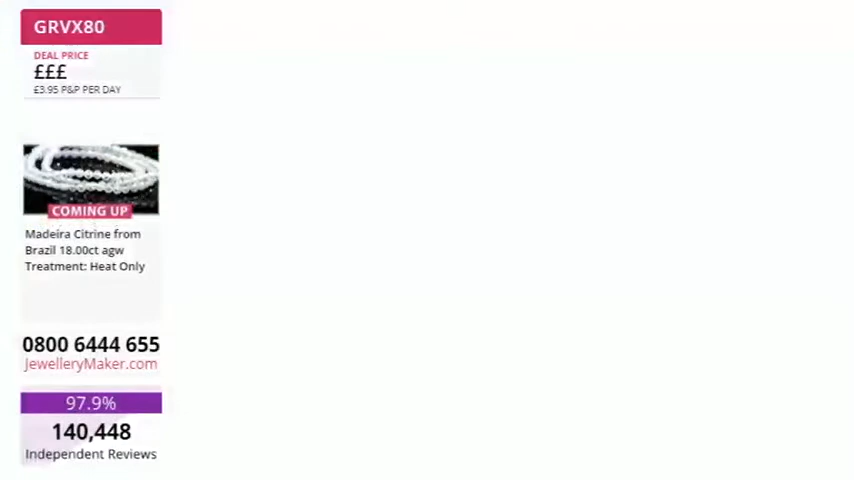 GRVX80
DEAL PRICE
£££
£3.95 P&P PER DAY
COMING UP
Madeira Citrine from
Brazil 18.00ct agw
Treatment: Heat Only
0800 6444 655
JewelleryMaker.com
97.9%
140,448
Independent Reviews